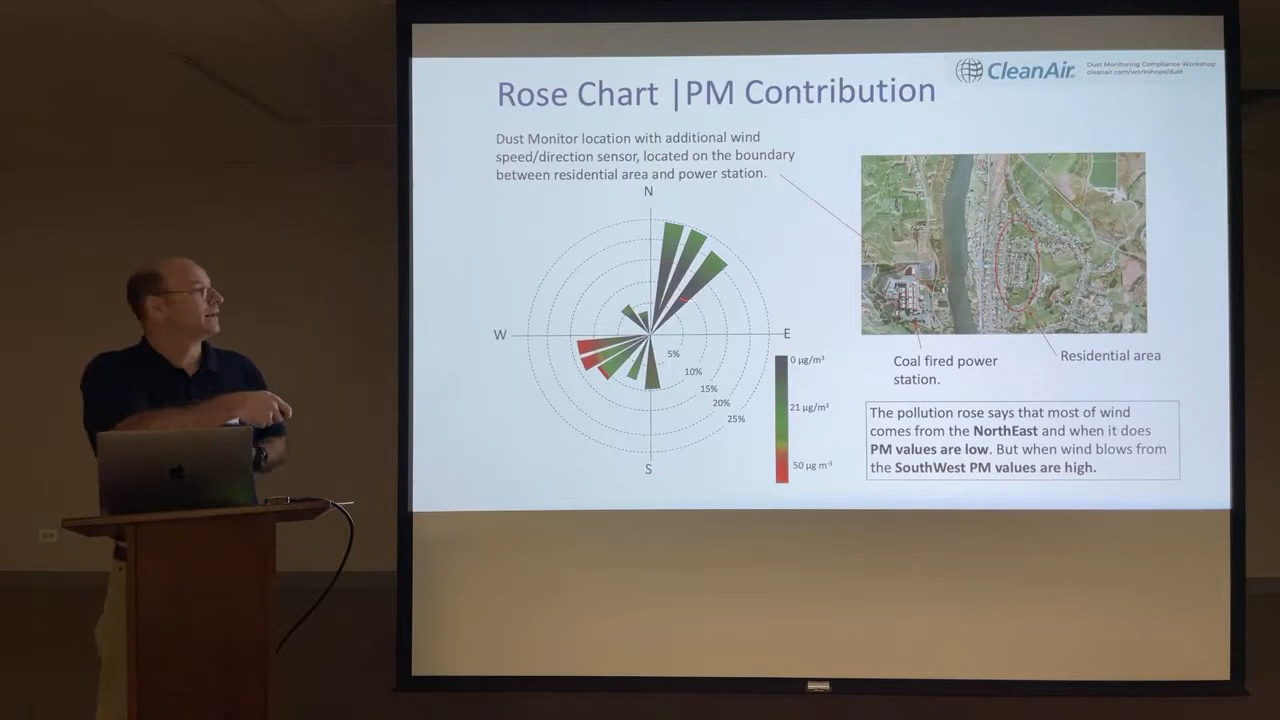 Rose Chart |PM Contribution
CleanAir.
Dust Monitoring Compliance Workshop
cleanair.com/workshops/dust
Dust Monitor location with additional wind
speed/direction sensor, located on the boundary
between residential area and power station.
N
W
E
S
5%
10%
15%
20%
25%
0 µg/m³
21 µg/m³
50 µg m⁻³
Coal fired power
station.
Residential area
The pollution rose says that most of wind
comes from the NorthEast and when it does
PM values are low. But when wind blows from
the SouthWest PM values are high.